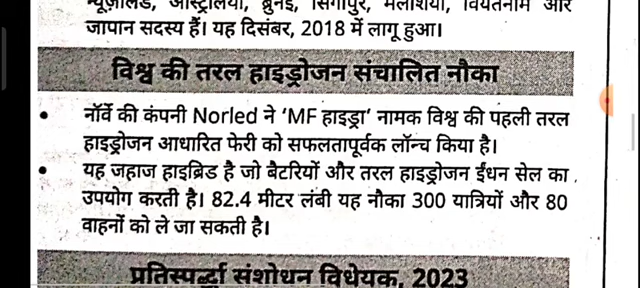 न्यूज़ीलैंड, ऑस्ट्रेलिया, ब्रुनेई, सिंगापुर, मलेशिया, वियतनाम और
जापान सदस्य हैं। यह दिसंबर, 2018 में लागू हुआ।
विश्व की तरल हाइड्रोजन संचालित नौका
• नॉर्वे की कंपनी Norled ने ‘MF हाइड्रा’ नामक विश्व की पहली तरल
हाइड्रोजन आधारित फेरी को सफलतापूर्वक लॉन्च किया है।
• यह जहाज हाइब्रिड है जो बैटरियों और तरल हाइड्रोजन ईंधन सेल का
उपयोग करती है। 82.4 मीटर लंबी यह नौका 300 यात्रियों और 80
वाहनों को ले जा सकती है।
प्रतिस्पर्द्धा संशोधन विधेयक, 2023